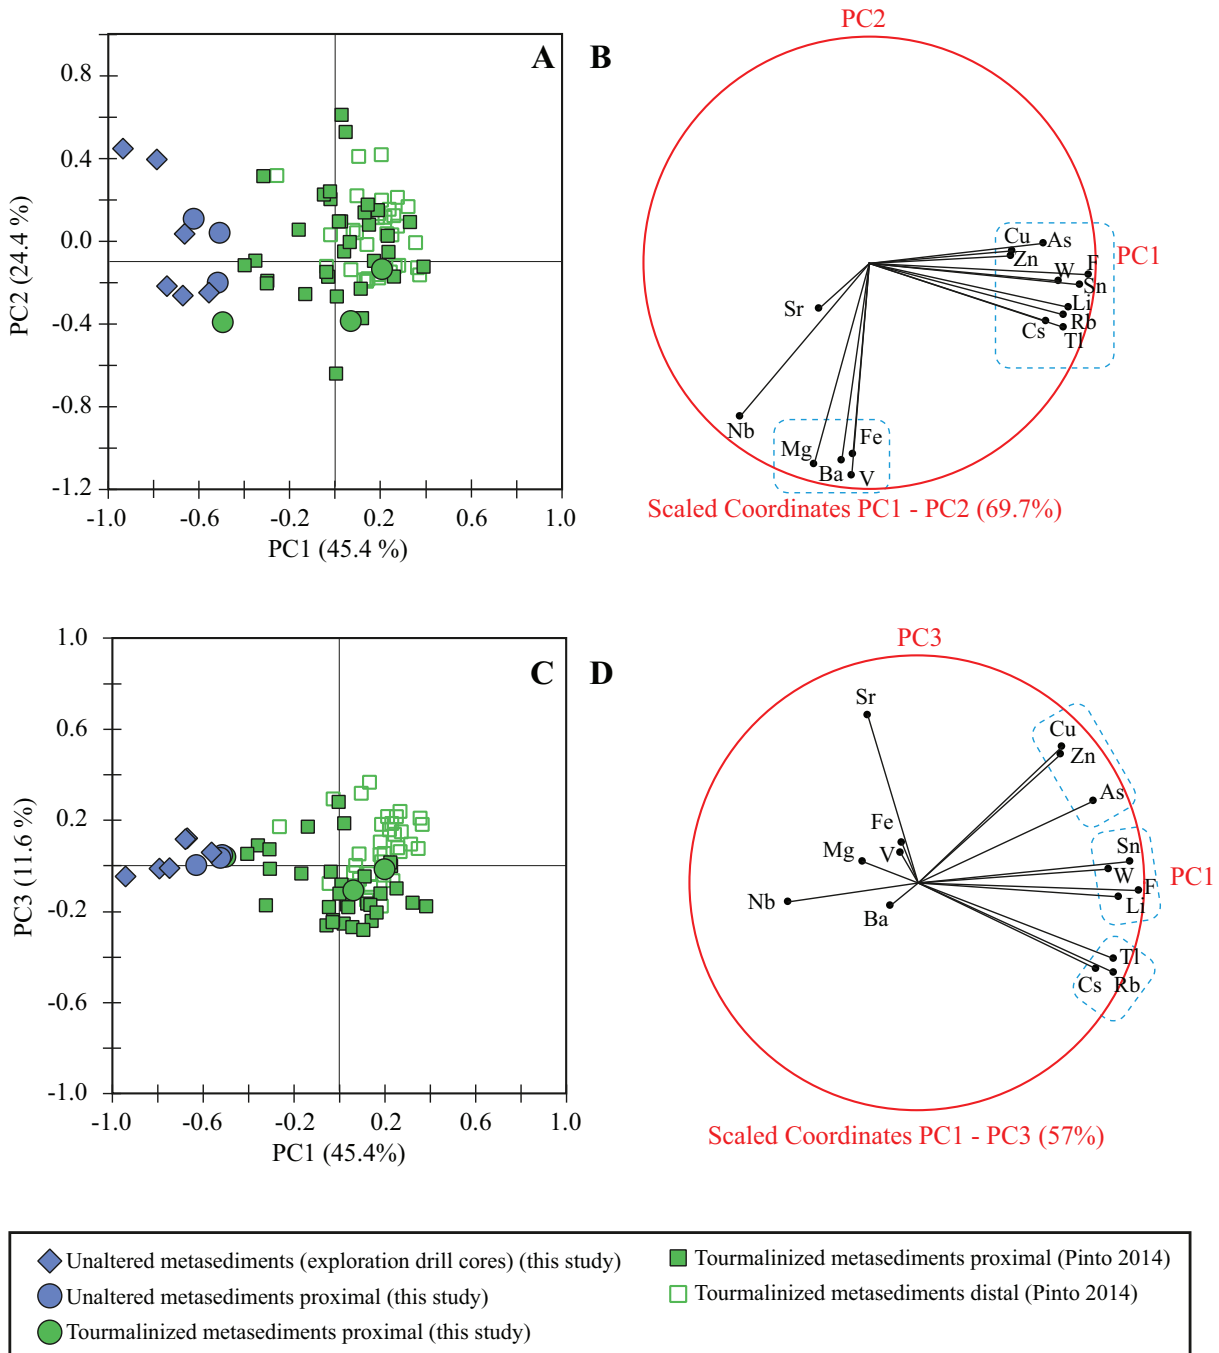 A
B
PC2
0.8
0.4
0.0
-0.4
-0.8
-1.2
PC2 (24.4 %)
-1.0
-0.6
-0.2
0.2
0.6
1.0
PC1 (45.4 %)
Cu
As
Zn
W
F
PC1
Sn
Li
Cs
Rb
Tl
Sr
Nb
Mg
Fe
Ba
V
Scaled Coordinates PC1 - PC2 (69.7%)
C
D
PC3
1.0
0.6
0.2
-0.2
-0.6
-1.0
PC3 (11.6 %)
-1.0
-0.6
-0.2
0.2
0.6
1.0
PC1 (45.4%)
Sr
Cu
Zn
As
Fe
V
Mg
Sn
W
F
PC1
Li
Nb
Ba
Tl
Cs
Rb
Scaled Coordinates PC1 - PC3 (57%)
Unaltered metasediments (exploration drill cores) (this study)
Unaltered metasediments proximal (this study)
Tourmalinized metasediments proximal (this study)
Tourmalinized metasediments proximal (Pinto 2014)
Tourmalinized metasediments distal (Pinto 2014)